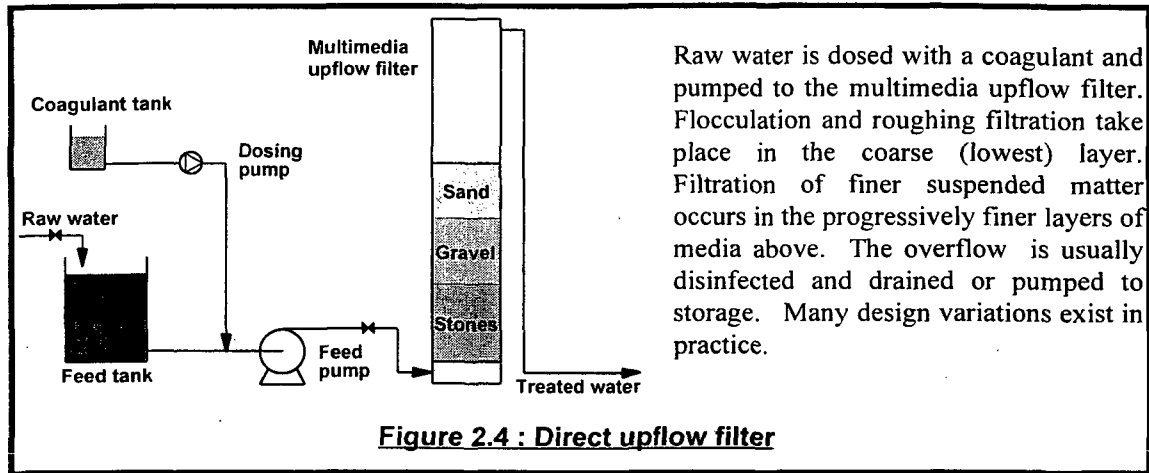 Multimedia
upflow filter
Coagulant tank
Dosing
pump
Raw water
Sand
Gravel
Stones
Feed tank
Feed
pump
Treated water
Raw water is dosed with a coagulant and
pumped to the multimedia upflow filter.
Flocculation and roughing filtration take
place in the coarse (lowest) layer.
Filtration of finer suspended matter
occurs in the progressively finer layers of
media above. The overflow is usually
disinfected and drained or pumped to
storage. Many design variations exist in
practice.
Figure 2.4 : Direct upflow filter